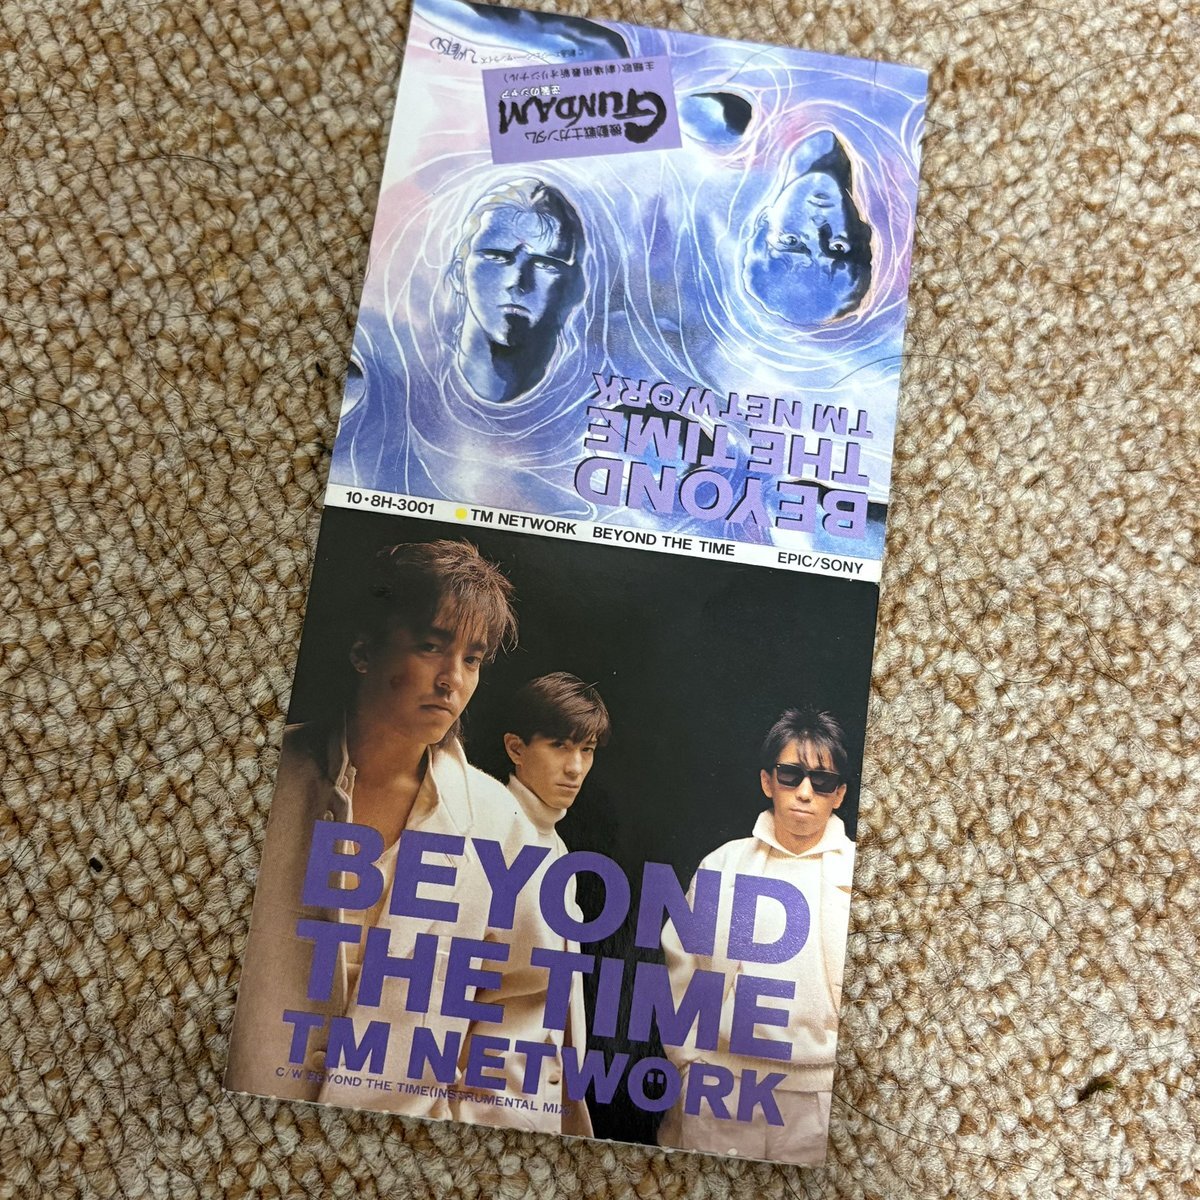 主題歌(劇場用最新オリジナル)
機動戦士ガンダム
GUNDAM
逆襲のシャア
BEYOND
THE TIME
TM NETWORK
10・8H-3001 TM NETWORK BEYOND THE TIME EPIC/SONY
BEYOND
THE TIME
TM NETWORK
C/W BEYOND THE TIME(INSTRUMENTAL MIX)